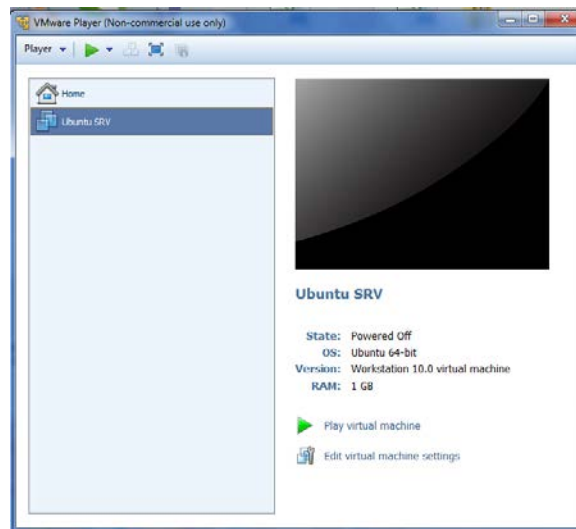 VMware Player (Non-commercial use only)
Player
Home
Ubuntu SRV
Ubuntu SRV
State: Powered Off
OS: Ubuntu 64-bit
Version: Workstation 10.0 virtual machine
RAM: 1 GB
Play virtual machine
Edit virtual machine settings